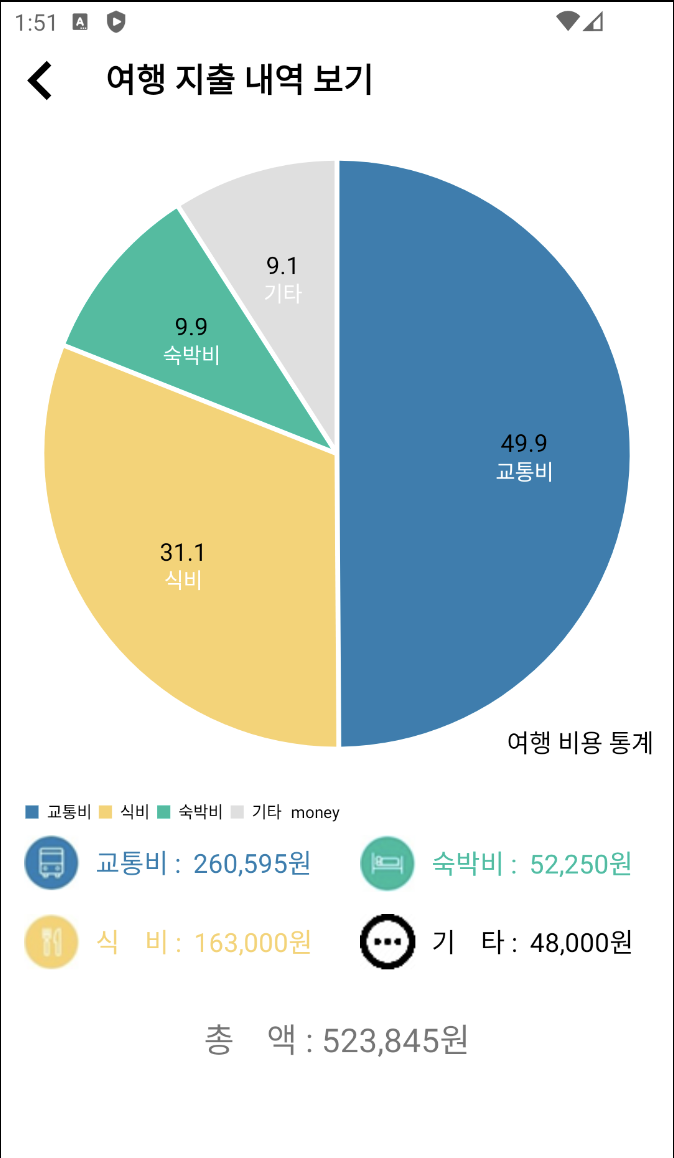 1:51
여행 지출 내역 보기
9.1
기타
9.9
숙박비
49.9
교통비
31.1
식비
여행 비용 통계
교통비 식비 숙박비 기타 money
교통비 : 260,595원 숙박비 : 52,250원
식 비 : 163,000원 기 타 : 48,000원
총 액 : 523,845원